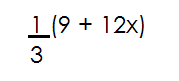 1/3(9 + 12x)